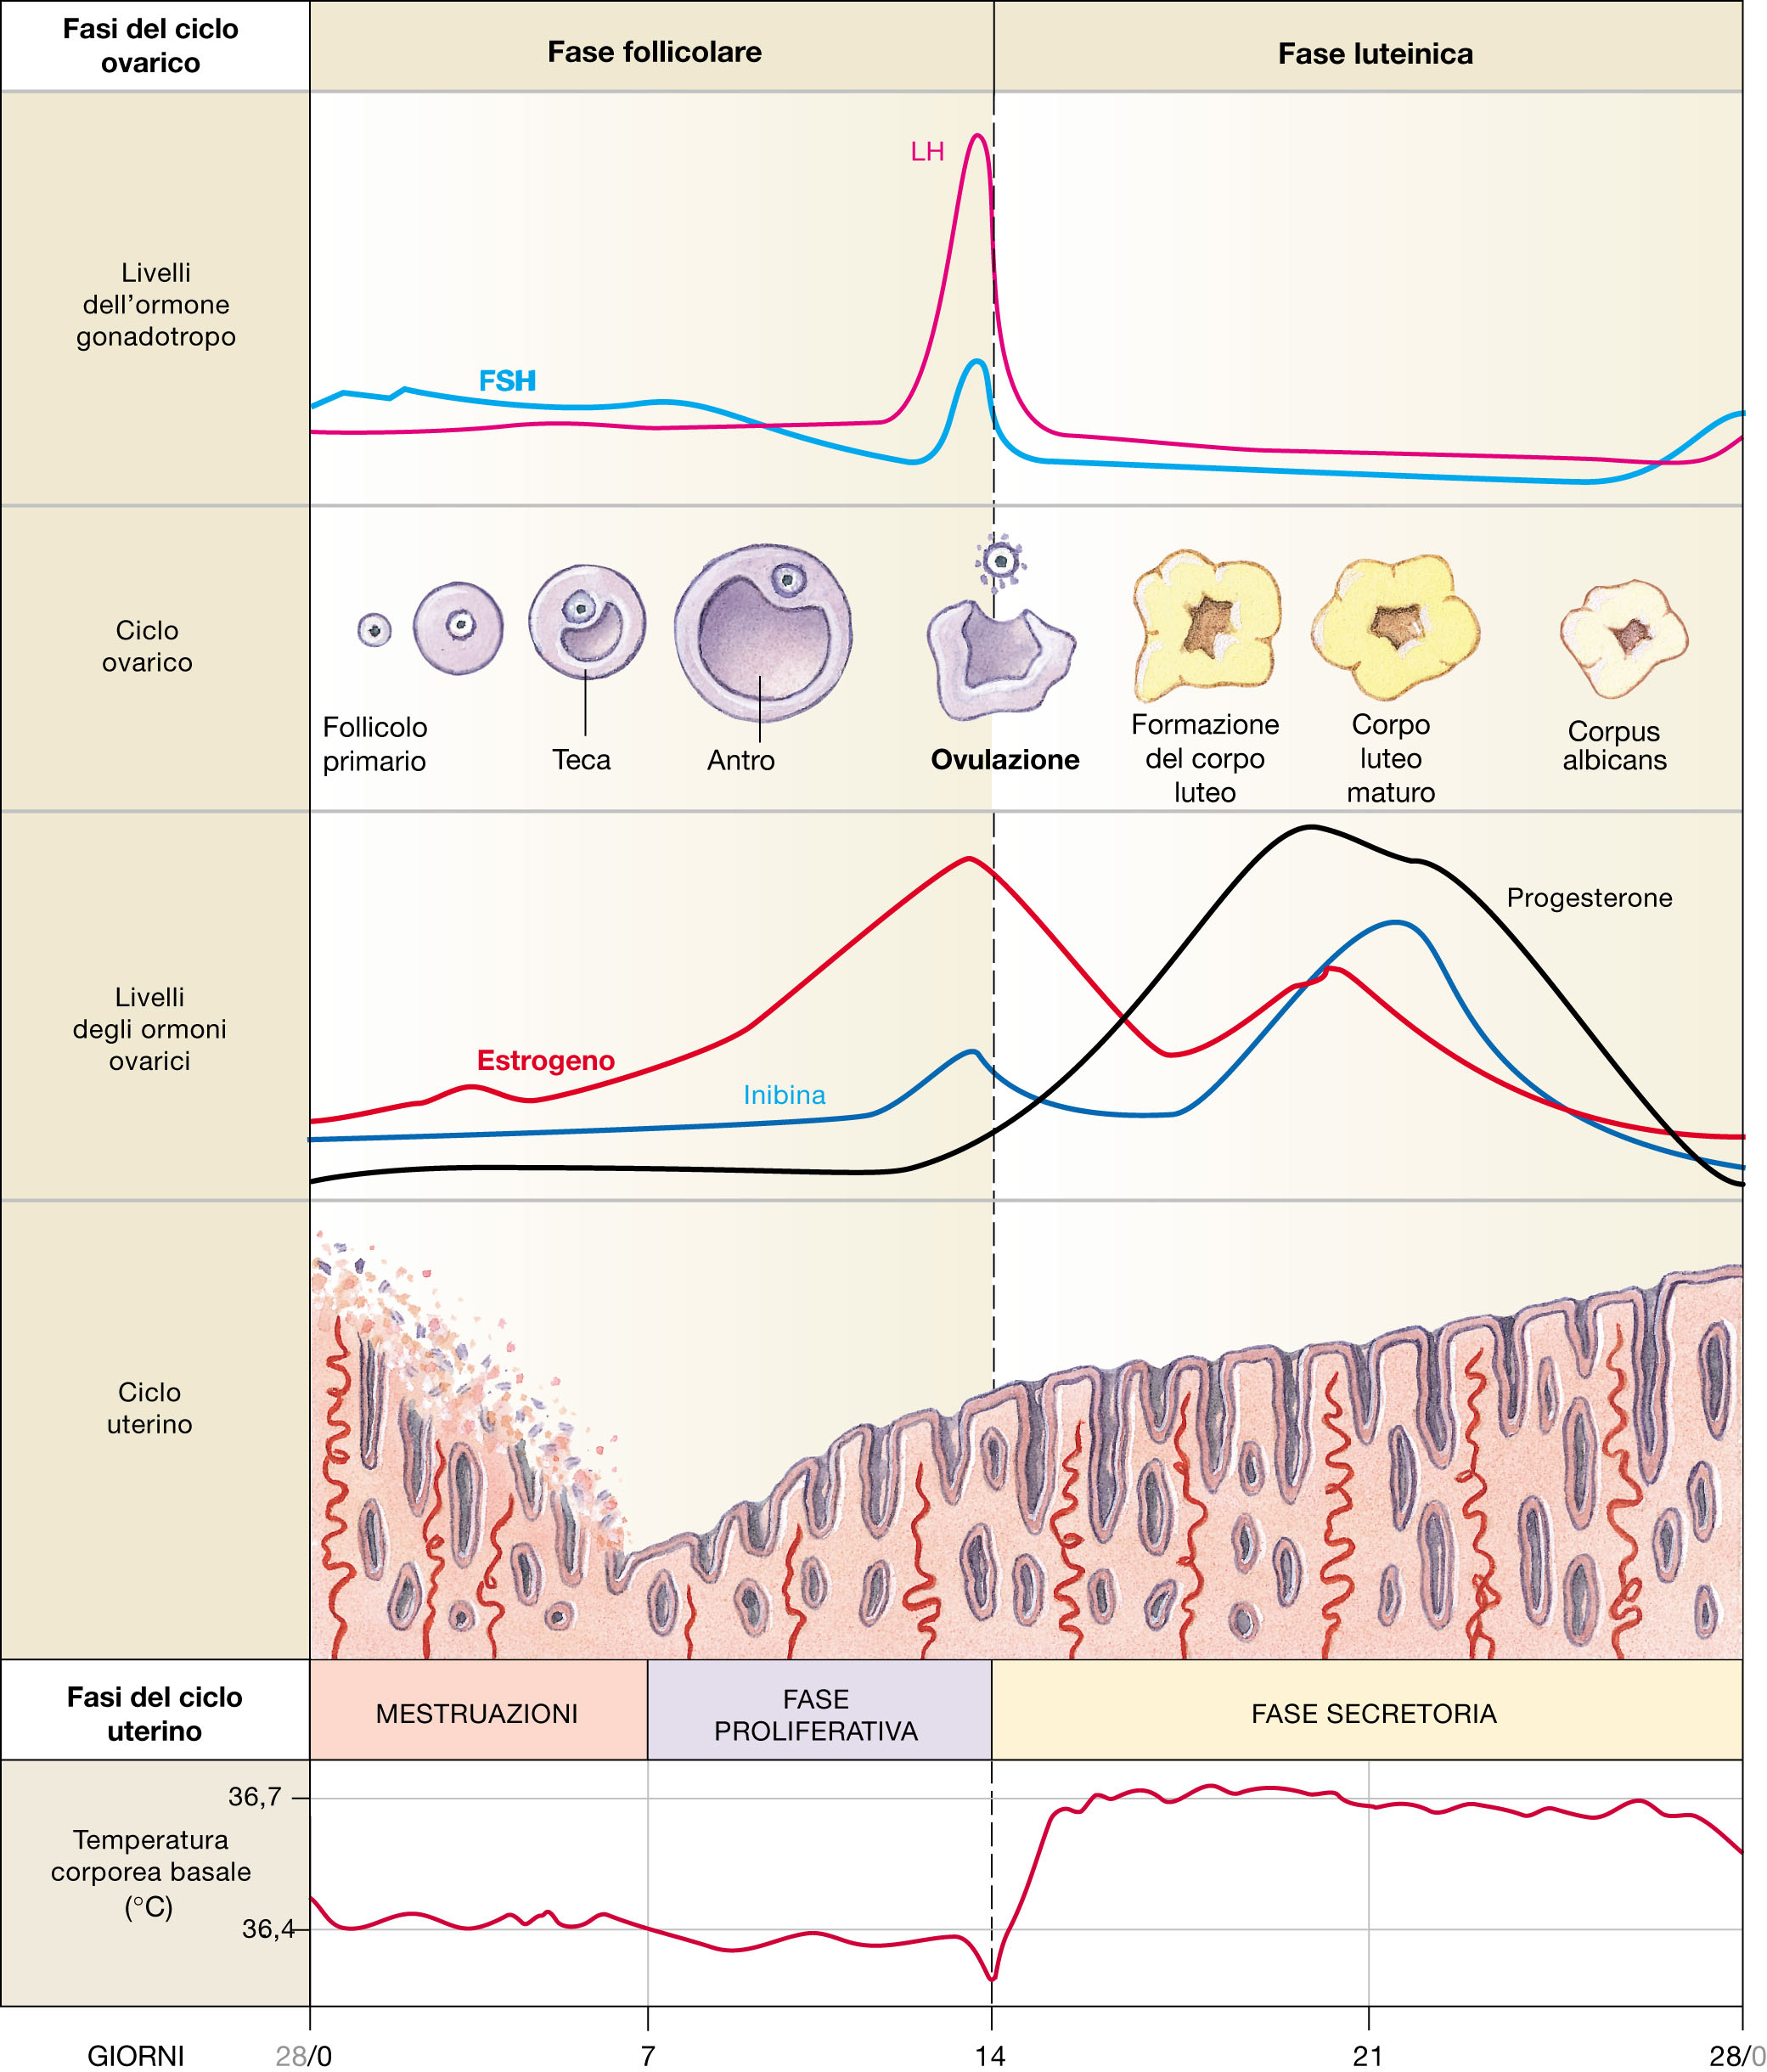 Fasi del ciclo
ovarico
Fase follicolare
Fase luteinica
Livelli
dell’ormone
gonadotropo
LH
FSH
Ciclo
ovarico
Follicolo
primario
Teca
Antro
Ovulazione
Formazione
del corpo
luteo
Corpo
luteo
maturo
Corpus
albicans
Livelli
degli ormoni
ovarici
Estrogeno
Inibina
Progesterone
Ciclo
uterino
Fasi del ciclo
uterino
MESTRUAZIONI
FASE
PROLIFERATIVA
FASE SECRETORIA
Temperatura
corporea basale
(°C)
36,7
36,4
GIORNI
28/0
7
14
21
28/0